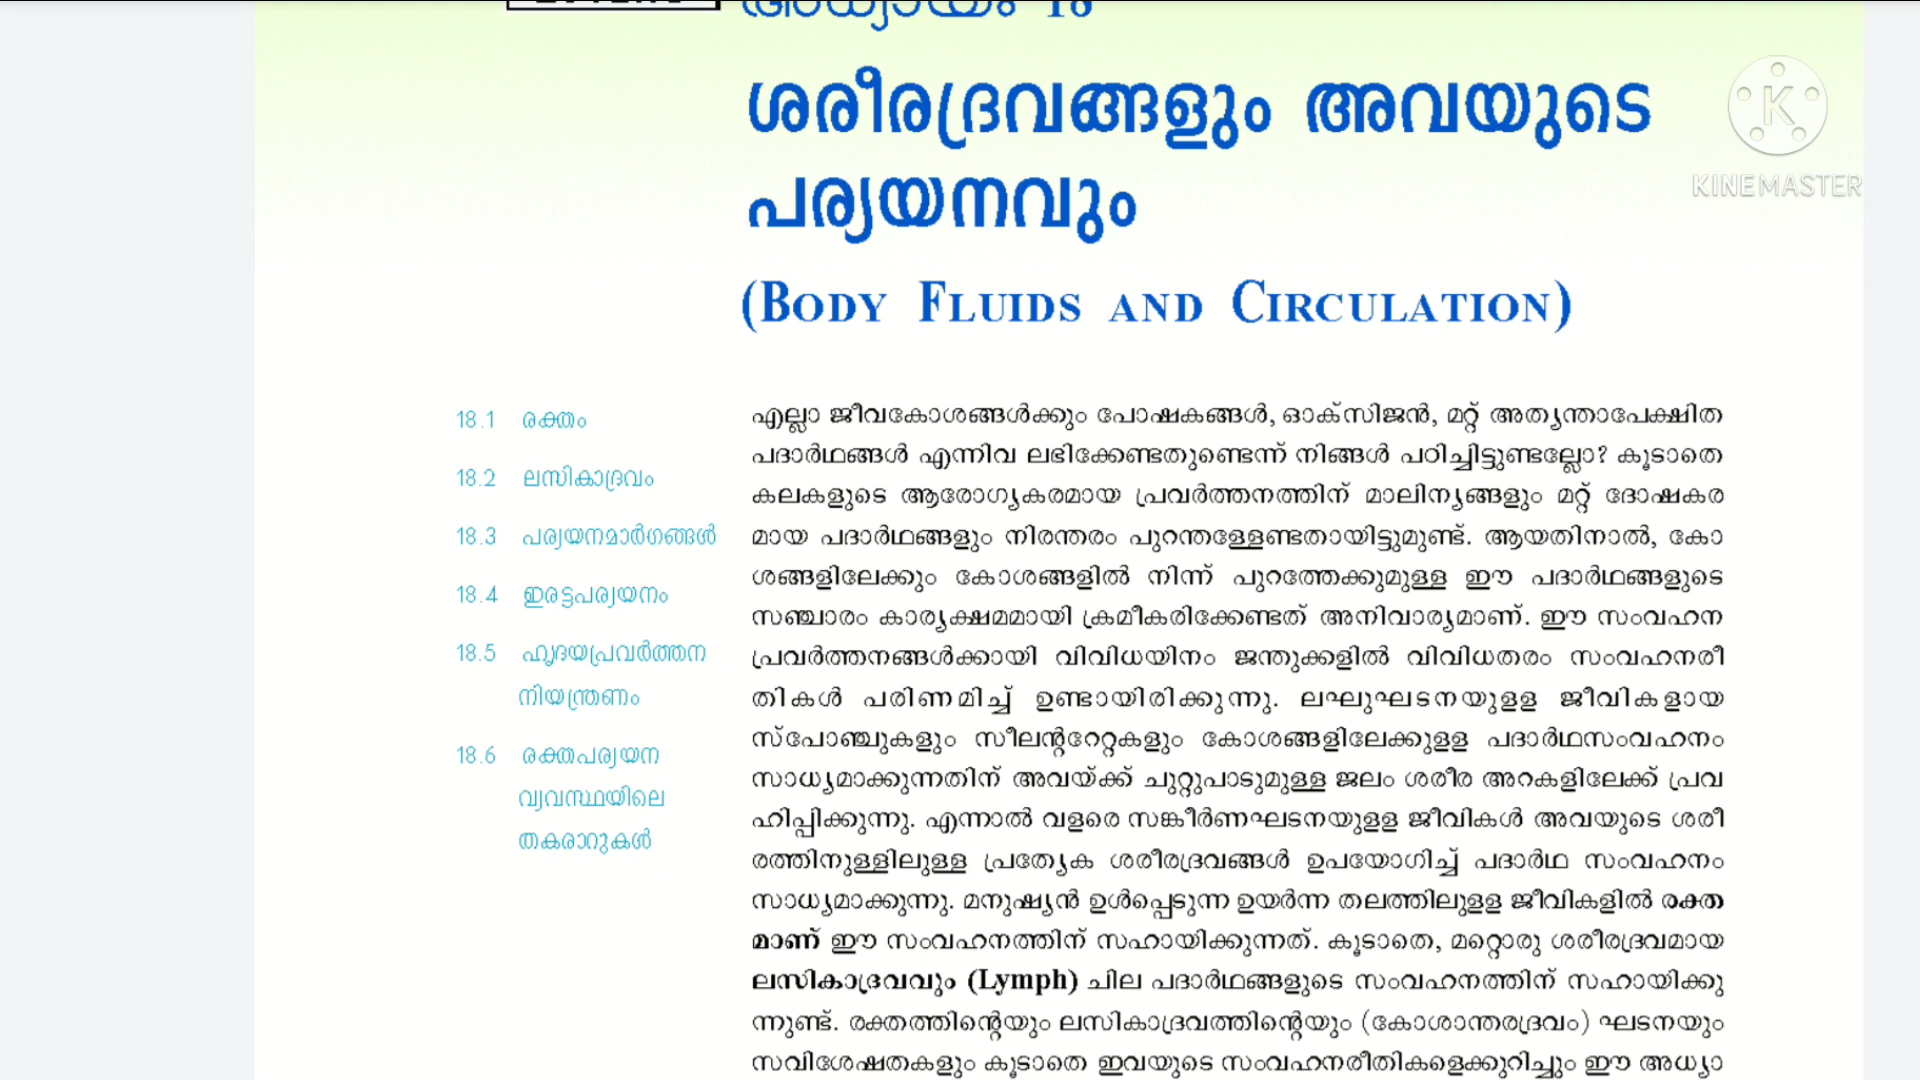 അധ്യായം 18
ശരീരദ്രവങ്ങളും അവയുടെ
പര്യയനവും
(BODY FLUIDS AND CIRCULATION)
KINEMASTER
18.1 രക്തം
18.2 ലസികാദ്രവം
18.3 പര്യയനമാർഗങ്ങൾ
18.4 ഇരട്ടപര്യയനം
18.5 ഹൃദയപ്രവർത്തന
നിയന്ത്രണം
18.6 രക്തപര്യയന
വ്യവസ്ഥയിലെ
തകരാറുകൾ
എല്ലാ ജീവകോശങ്ങൾക്കും പോഷകങ്ങൾ, ഓക്സിജൻ, മറ്റ് അത്യന്താപേക്ഷിത
പദാർഥങ്ങൾ എന്നിവ ലഭിക്കേണ്ടതുണ്ടെന്ന് നിങ്ങൾ പഠിച്ചിട്ടുണ്ടല്ലോ? കൂടാതെ
കലകളുടെ ആരോഗ്യകരമായ പ്രവർത്തനത്തിന് മാലിന്യങ്ങളും മറ്റ് ദോഷകര
മായ പദാർഥങ്ങളും നിരന്തരം പുറന്തള്ളേണ്ടതായിട്ടുമുണ്ട്. ആയതിനാൽ, കോ
ശങ്ങളിലേക്കും കോശങ്ങളിൽ നിന്ന് പുറത്തേക്കുമുള്ള ഈ പദാർഥങ്ങളുടെ
സഞ്ചാരം കാര്യക്ഷമമായി ക്രമീകരിക്കേണ്ടത് അനിവാര്യമാണ്. ഈ സംവഹന
പ്രവർത്തനങ്ങൾക്കായി വിവിധയിനം ജന്തുക്കളിൽ വിവിധതരം സംവഹനരീ
തികൾ പരിണമിച്ച് ഉണ്ടായിരിക്കുന്നു. ലഘുഘടനയുളള ജീവികളായ
സ്പോഞ്ചുകളും സീലന്ററേറ്റകളും കോശങ്ങളിലേക്കുളള പദാർഥസംവഹനം
സാധ്യമാക്കുന്നതിന് അവയ്ക്ക് ചുറ്റുപാടുമുള്ള ജലം ശരീര അറകളിലേക്ക് പ്രവ
ഹിപ്പിക്കുന്നു. എന്നാൽ വളരെ സങ്കീർണഘടനയുളള ജീവികൾ അവയുടെ ശരീ
രത്തിനുള്ളിലുള്ള പ്രത്യേക ശരീരദ്രവങ്ങൾ ഉപയോഗിച്ച് പദാർഥ സംവഹനം
സാധ്യമാക്കുന്നു. മനുഷ്യൻ ഉൾപ്പെടുന്ന ഉയർന്ന തലത്തിലുളള ജീവികളിൽ രക്ത
മാണ് ഈ സംവഹനത്തിന് സഹായിക്കുന്നത്. കൂടാതെ, മറ്റൊരു ശരീരദ്രവമായ
ലസികാദ്രവവും (Lymph) ചില പദാർഥങ്ങളുടെ സംവഹനത്തിന് സഹായിക്കു
ന്നുണ്ട്. രക്തത്തിന്റെയും ലസികാദ്രവത്തിന്റെയും (കോശാന്തരദ്രവം) ഘടനയും
സവിശേഷതകളും കൂടാതെ ഇവയുടെ സംവഹനരീതികളെക്കുറിച്ചും ഈ അധ്യാ